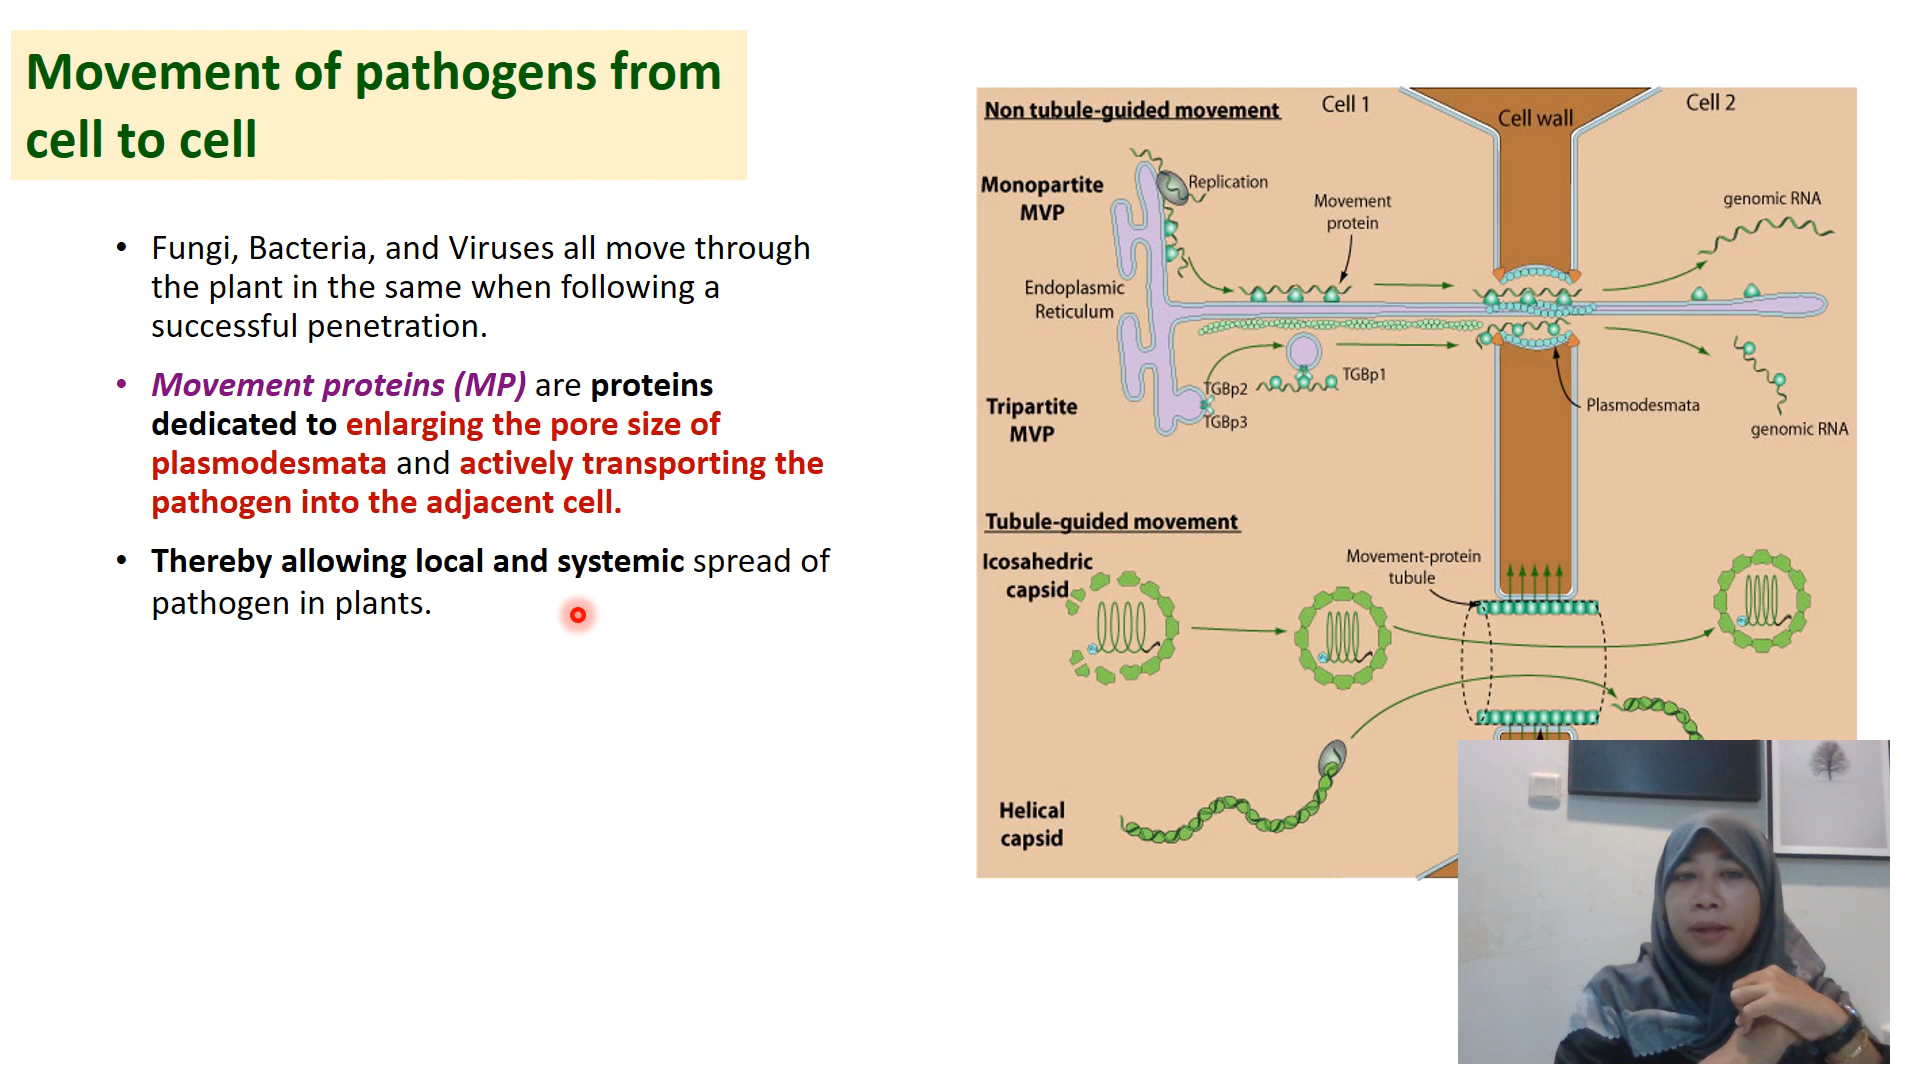 Movement of pathogens from
cell to cell
• Fungi, Bacteria, and Viruses all move through
the plant in the same when following a
successful penetration.
• Movement proteins (MP) are proteins
dedicated to enlarging the pore size of
plasmodesmata and actively transporting the
pathogen into the adjacent cell.
• Thereby allowing local and systemic spread of
pathogen in plants.
Non tubule-guided movement
Cell 1
Cell wall
Cell 2
Monopartite
MVP
Replication
Movement
protein
genomic RNA
Endoplasmic
Reticulum
TGBp2
TGBp1
Tripartite
MVP
TGBp3
Plasmodesmata
genomic RNA
Tubule-guided movement
Icosahedric
capsid
Movement-protein
tubule
Helical
capsid